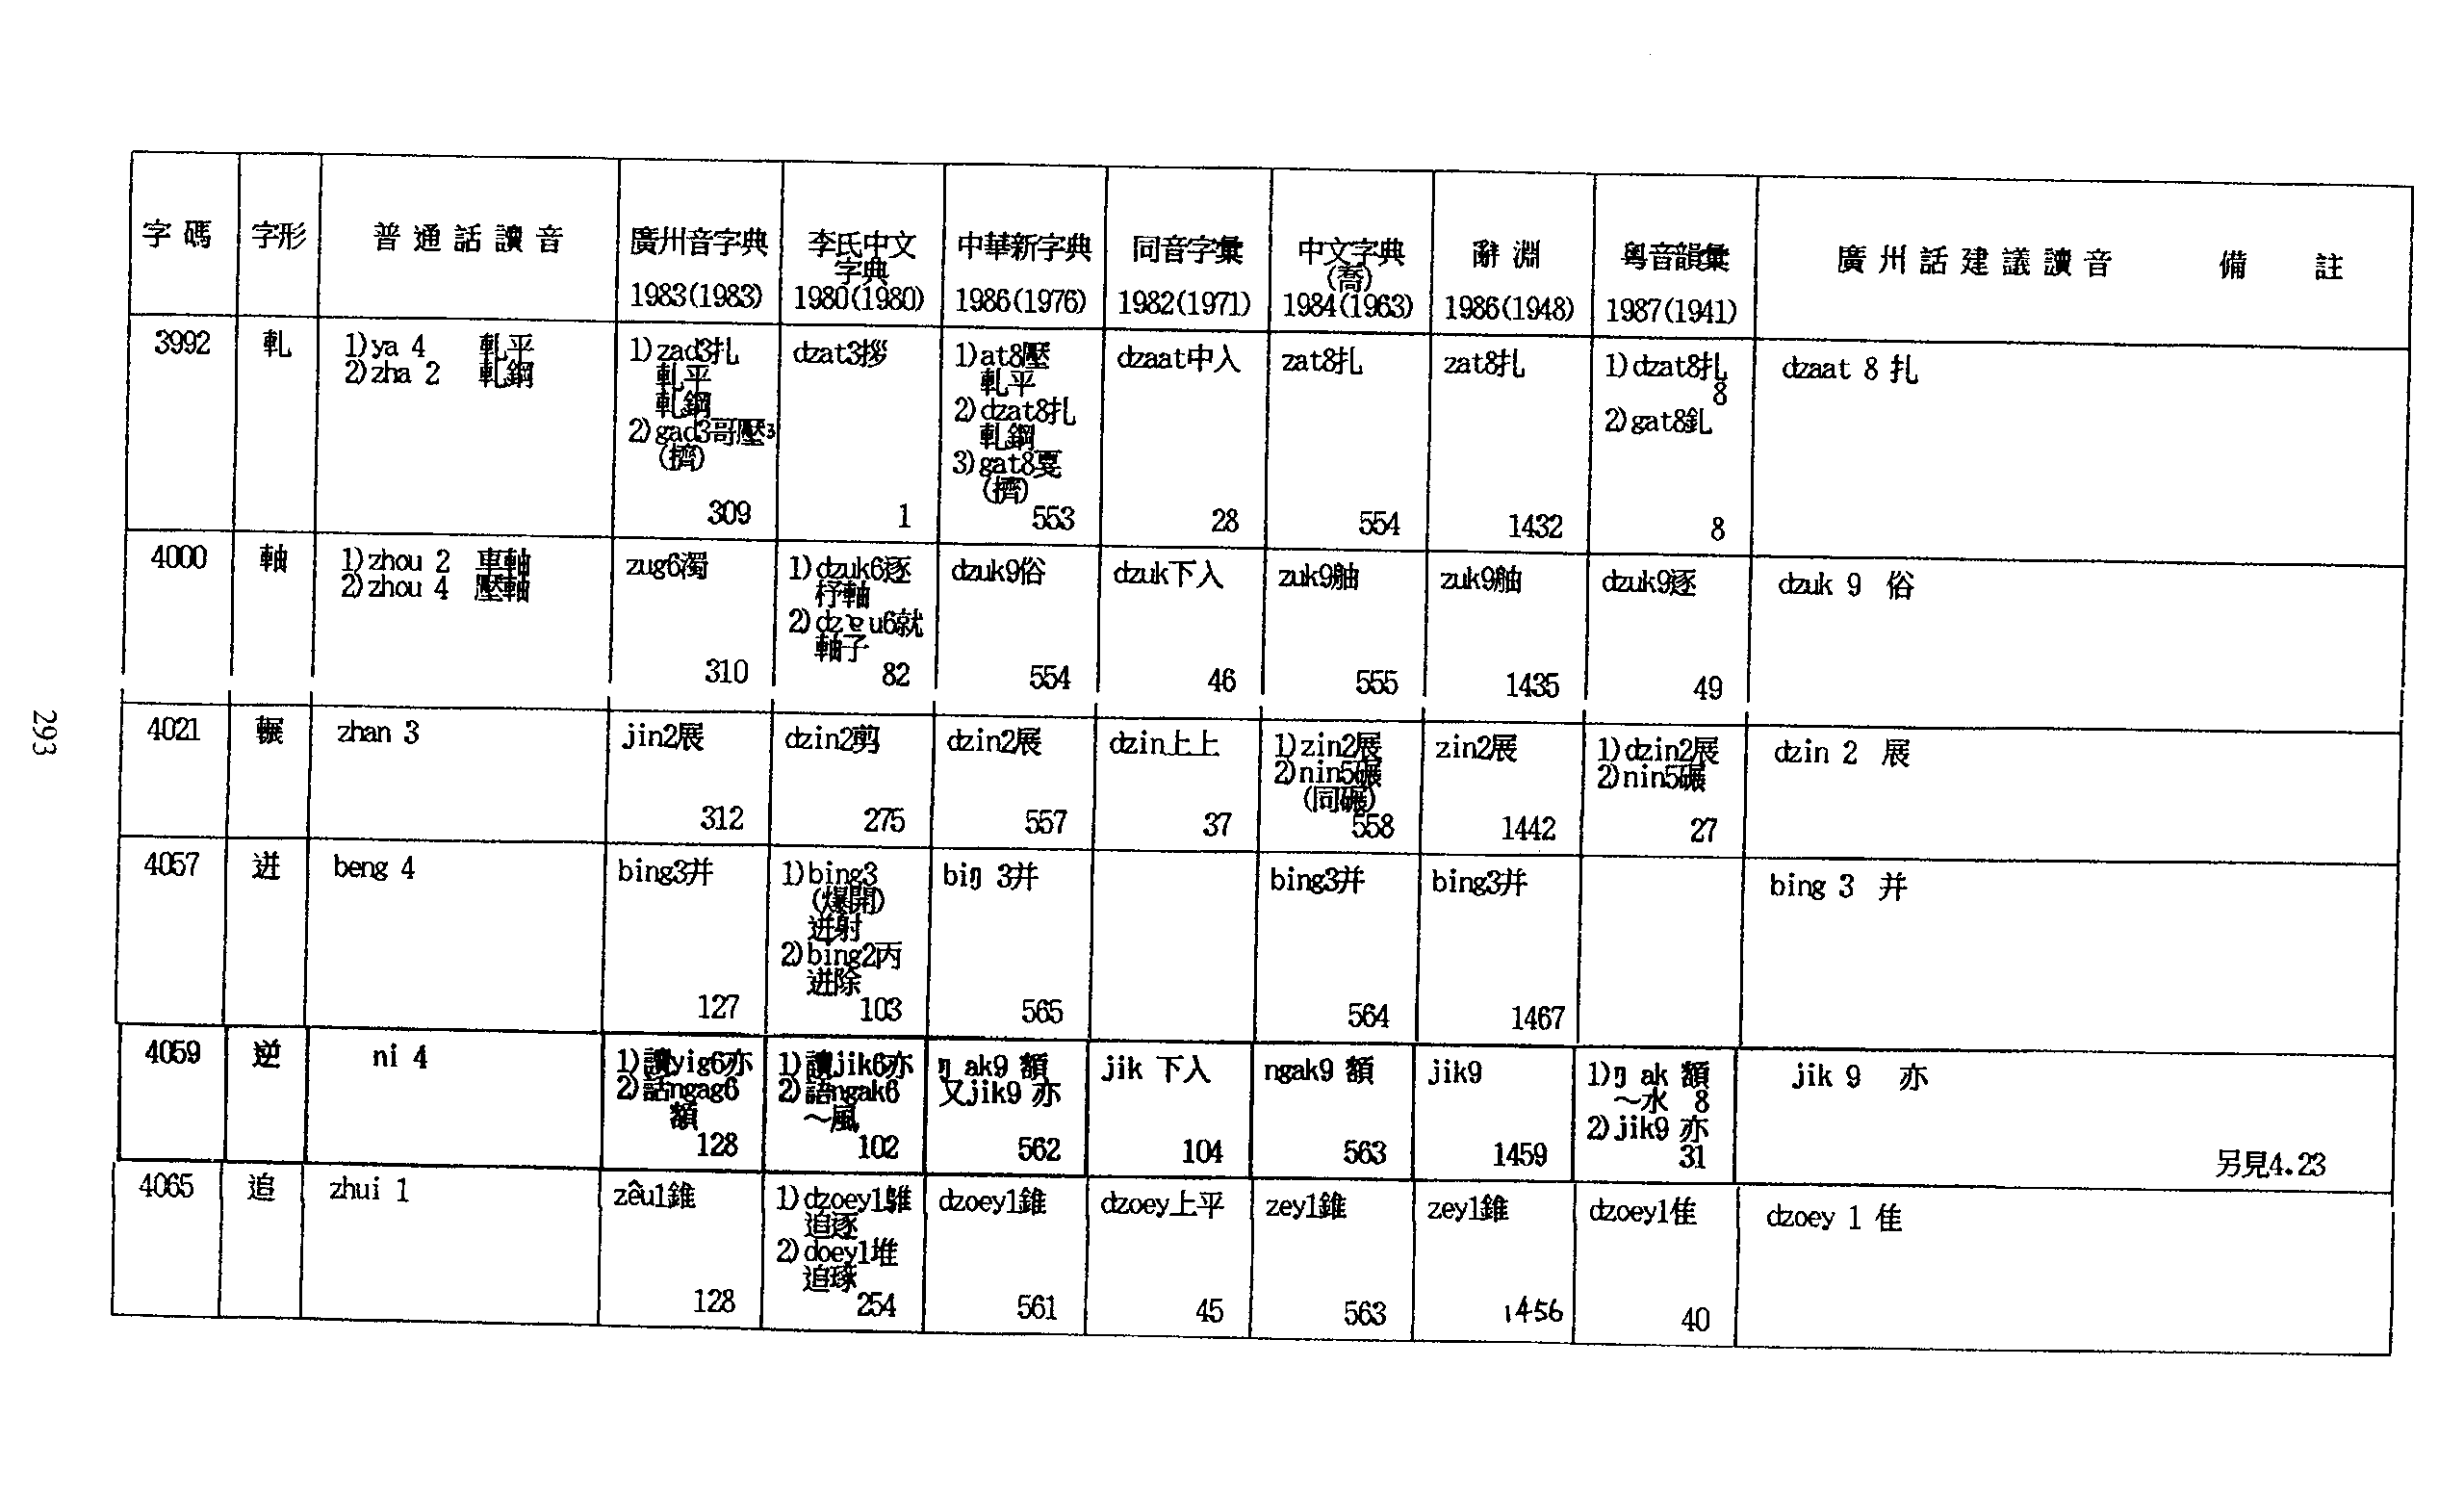 字碼 字形 普通話讀音 廣州音字典 1983(1983) 李氏中文字典 1980(1980) 中華新字典 1986(1976) 同音字彙 1982(1971) 中文字典(喬) 1984(1963) 辭淵 1986(1948) 粵音韻彙 1987(1941) 廣州話建議讀音 備註
3992 軋 1)ya 4 軋平 2)zha 2 軋鋼 1)zad3扎 軋平 軋鋼 2)gad3哥壓3 (擠) 309 dzat3拶 1 1)at8壓 軋平 2)dzat8扎 軋鋼 3)gat8戛 (擠) 553 dzaat中入 28 zat8扎 554 zat8扎 1432 1)dzat8扎 8 2)gat8釓 8 dzaat 8 扎
4000 軸 1)zhou 2 車軸 2)zhou 4 壓軸 zug6濁 310 1)dzuk6逐 杼軸 2)dzɐu6就 軸子 82 dzuk9俗 554 dzuk下入 46 zuk9舳 555 zuk9舳 1435 dzuk9逐 49 dzuk 9 俗
4021 輾 zhan 3 jin2展 312 dzin2剪 275 dzin2展 557 dzin上上 37 1)zin2展 2)nin5碾 (同碾) 558 zin2展 1442 1)dzin2展 2)nin5碾 27 dzin 2 展
4057 迸 beng 4 bing3并 127 1)bing3 (爆開) 迸射 2)bing2丙 迸除 103 biŋ 3并 565 bing3并 564 bing3并 1467 bing 3 并
4059 逆 ni 4 1)讀yig6亦 2)話ngag6 額 128 1)讀jik6亦 2)語ngak6 ～風 102 ŋ ak9 額 又jik9 亦 562 jik 下入 104 ngak9 額 563 jik9 1459 1)ŋ ak 額 ～水 8 2)jik9 亦 31 jik 9 亦 另見4.23
4065 追 zhui 1 zêu1錐 128 1)dzoey1騅 追逐 2)doey1堆 追琢 254 dzoey1錐 561 dzoey上平 45 zey1錐 563 zey1錐 1456 dzoey1隹 40 dzoey 1 隹
293